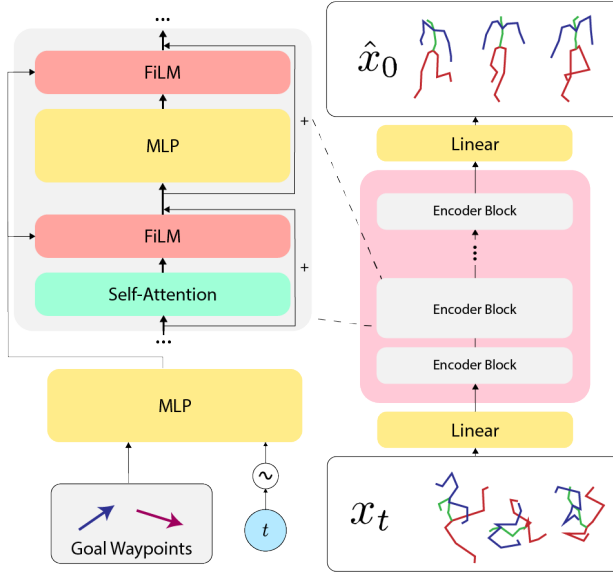 ...
FiLM
MLP
+
FiLM
+
Self-Attention
...
MLP
~
t
Goal Waypoints
x̂₀
Linear
Encoder Block
...
Encoder Block
Encoder Block
Linear
xₜ